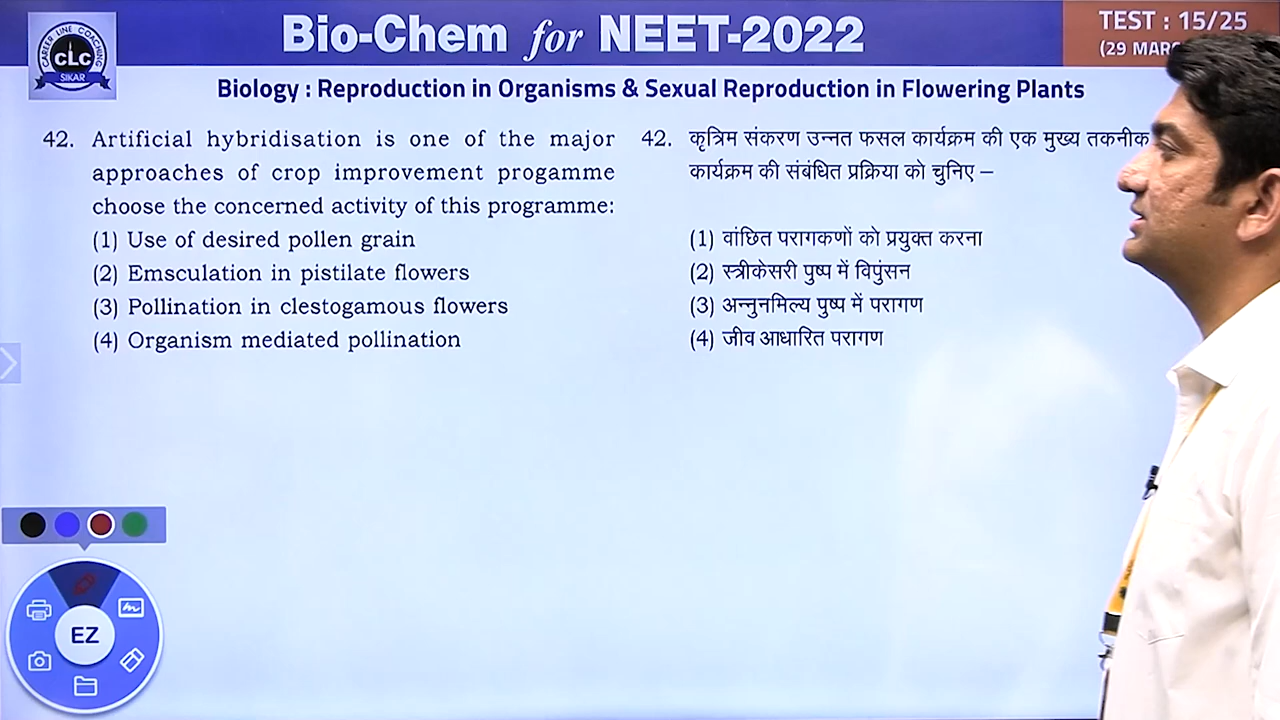 CAREER LINE COACHING
CLC
SIKAR
Bio-Chem for NEET-2022
TEST : 15/25
(29
Biology : Reproduction in Organisms & Sexual Reproduction in Flowering Plants
42. Artificial hybridisation is one of the major
approaches of crop improvement progamme
choose the concerned activity of this programme:
(1) Use of desired pollen grain
(2) Emsculation in pistilate flowers
(3) Pollination in clestogamous flowers
(4) Organism mediated pollination
42. कृत्रिम संकरण उन्नत फसल कार्यक्रम की एक मुख्य तकनीक
कार्यक्रम की संबंधित प्रक्रिया को चुनिए –
(1) वांछित परागकणों को प्रयुक्त करना
(2) स्त्रीकेसरी पुष्प में विपुंसन
(3) अन्नुनमिल्य पुष्प में परागण
(4) जीव आधारित परागण
EZ